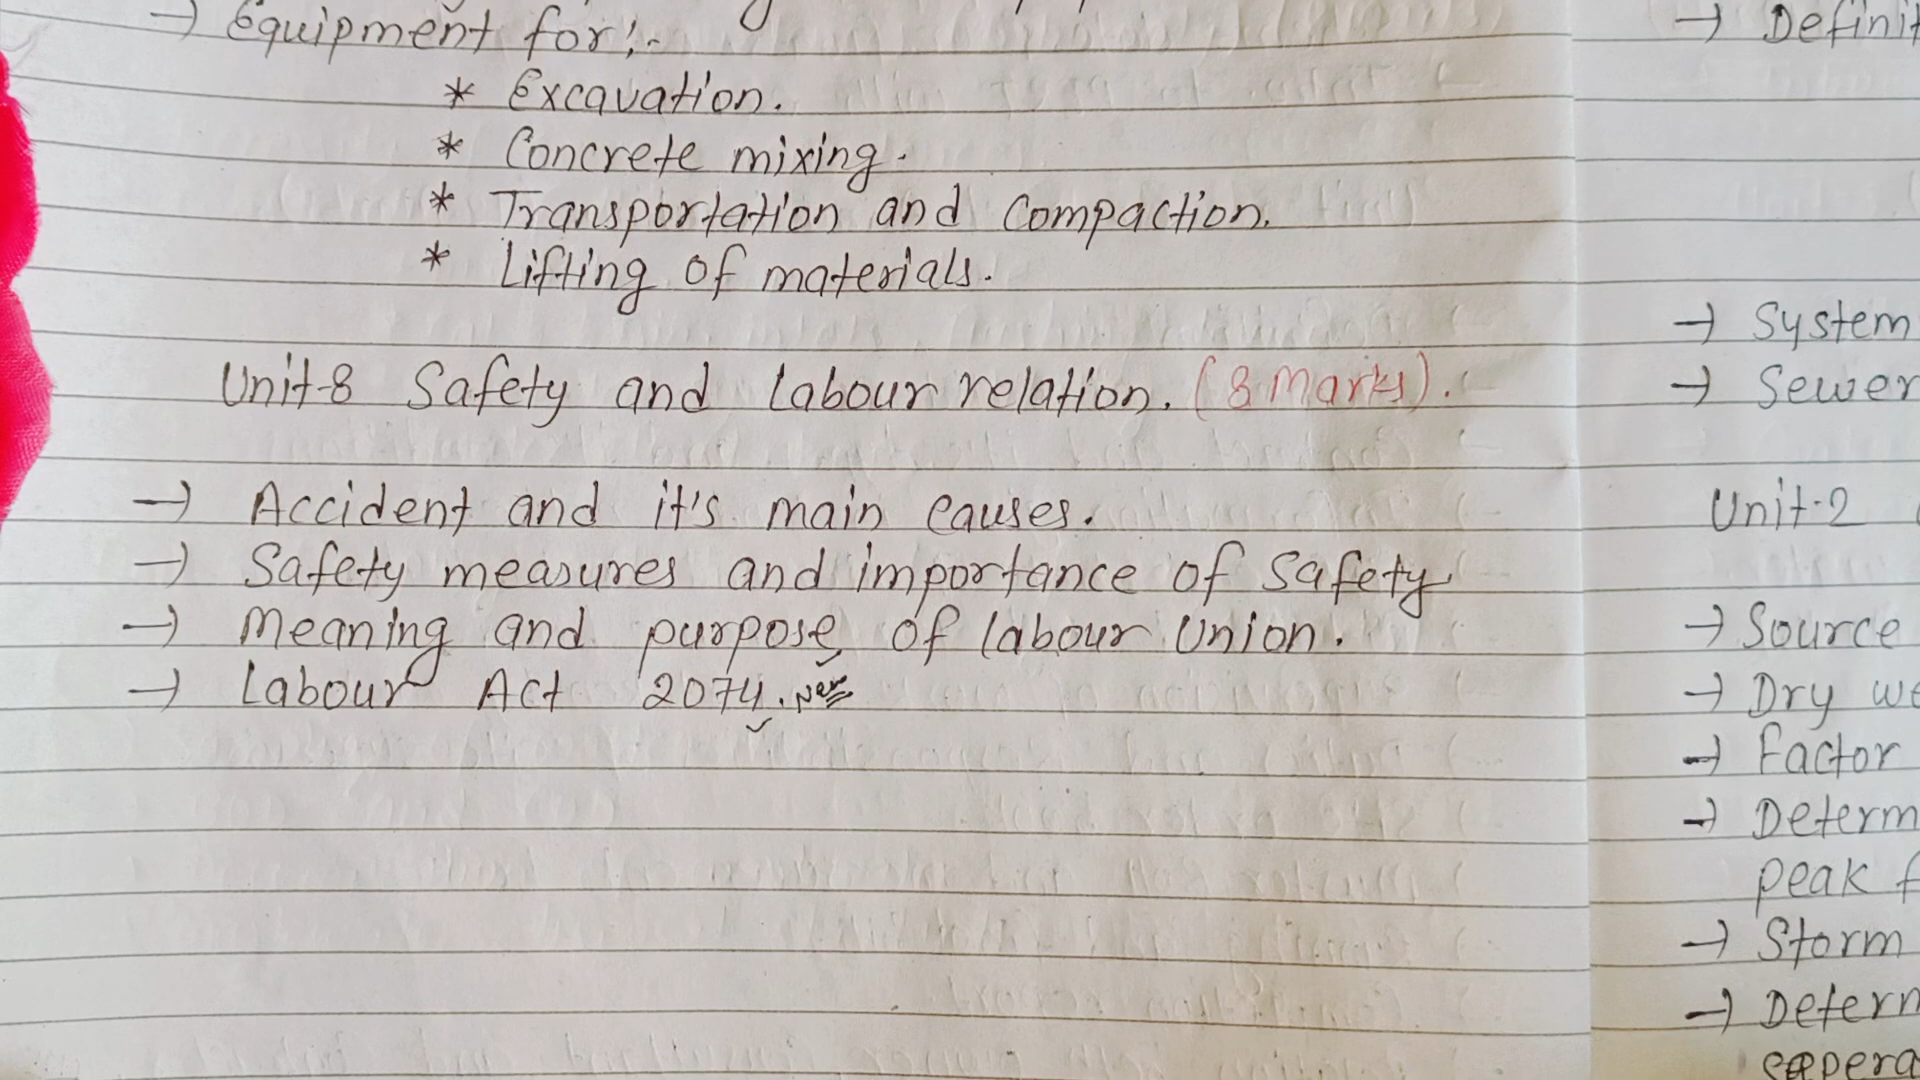 → Equipment for:-
* Excavation.
* Concrete mixing.
* Transportation and Compaction.
* Lifting of materials.
Unit-8 Safety and Labour relation. (8 Marks).
→ Accident and it's main causes.
→ Safety measures and importance of Safety
→ Meaning and purpose of labour Union.
→ Labour Act 2074. New
→ Definit
→ System
→ Sewer
Unit-2
→ Source
→ Dry we
→ Factor
→ Determ
peak f
→ Storm
→ Determ
sepera